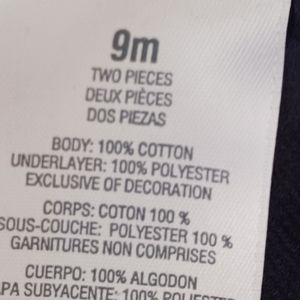 9m
TWO PIECES
DEUX PIÈCES
DOS PIEZAS
BODY: 100% COTTON
UNDERLAYER: 100% POLYESTER
EXCLUSIVE OF DECORATION
CORPS: COTON 100 %
SOUS-COUCHE: POLYESTER 100 %
GARNITURES NON COMPRISES
CUERPO: 100% ALGODON
SUBYACENTE: 100%